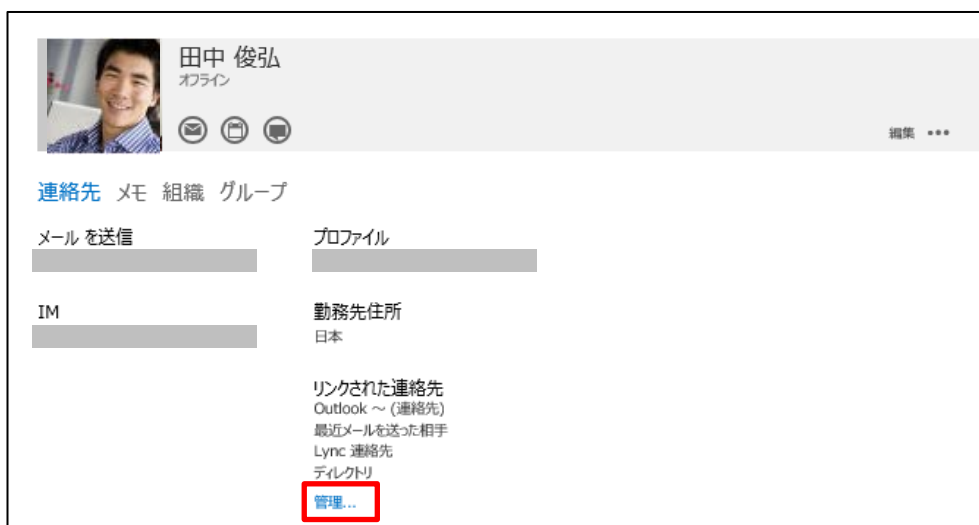 田中 俊弘
オフライン
編集 •••
連絡先 メモ 組織 グループ
メール を送信
プロファイル
IM
勤務先住所
日本
リンクされた連絡先
Outlook ～ (連絡先)
最近メールを送った相手
Lync 連絡先
ディレクトリ
管理...